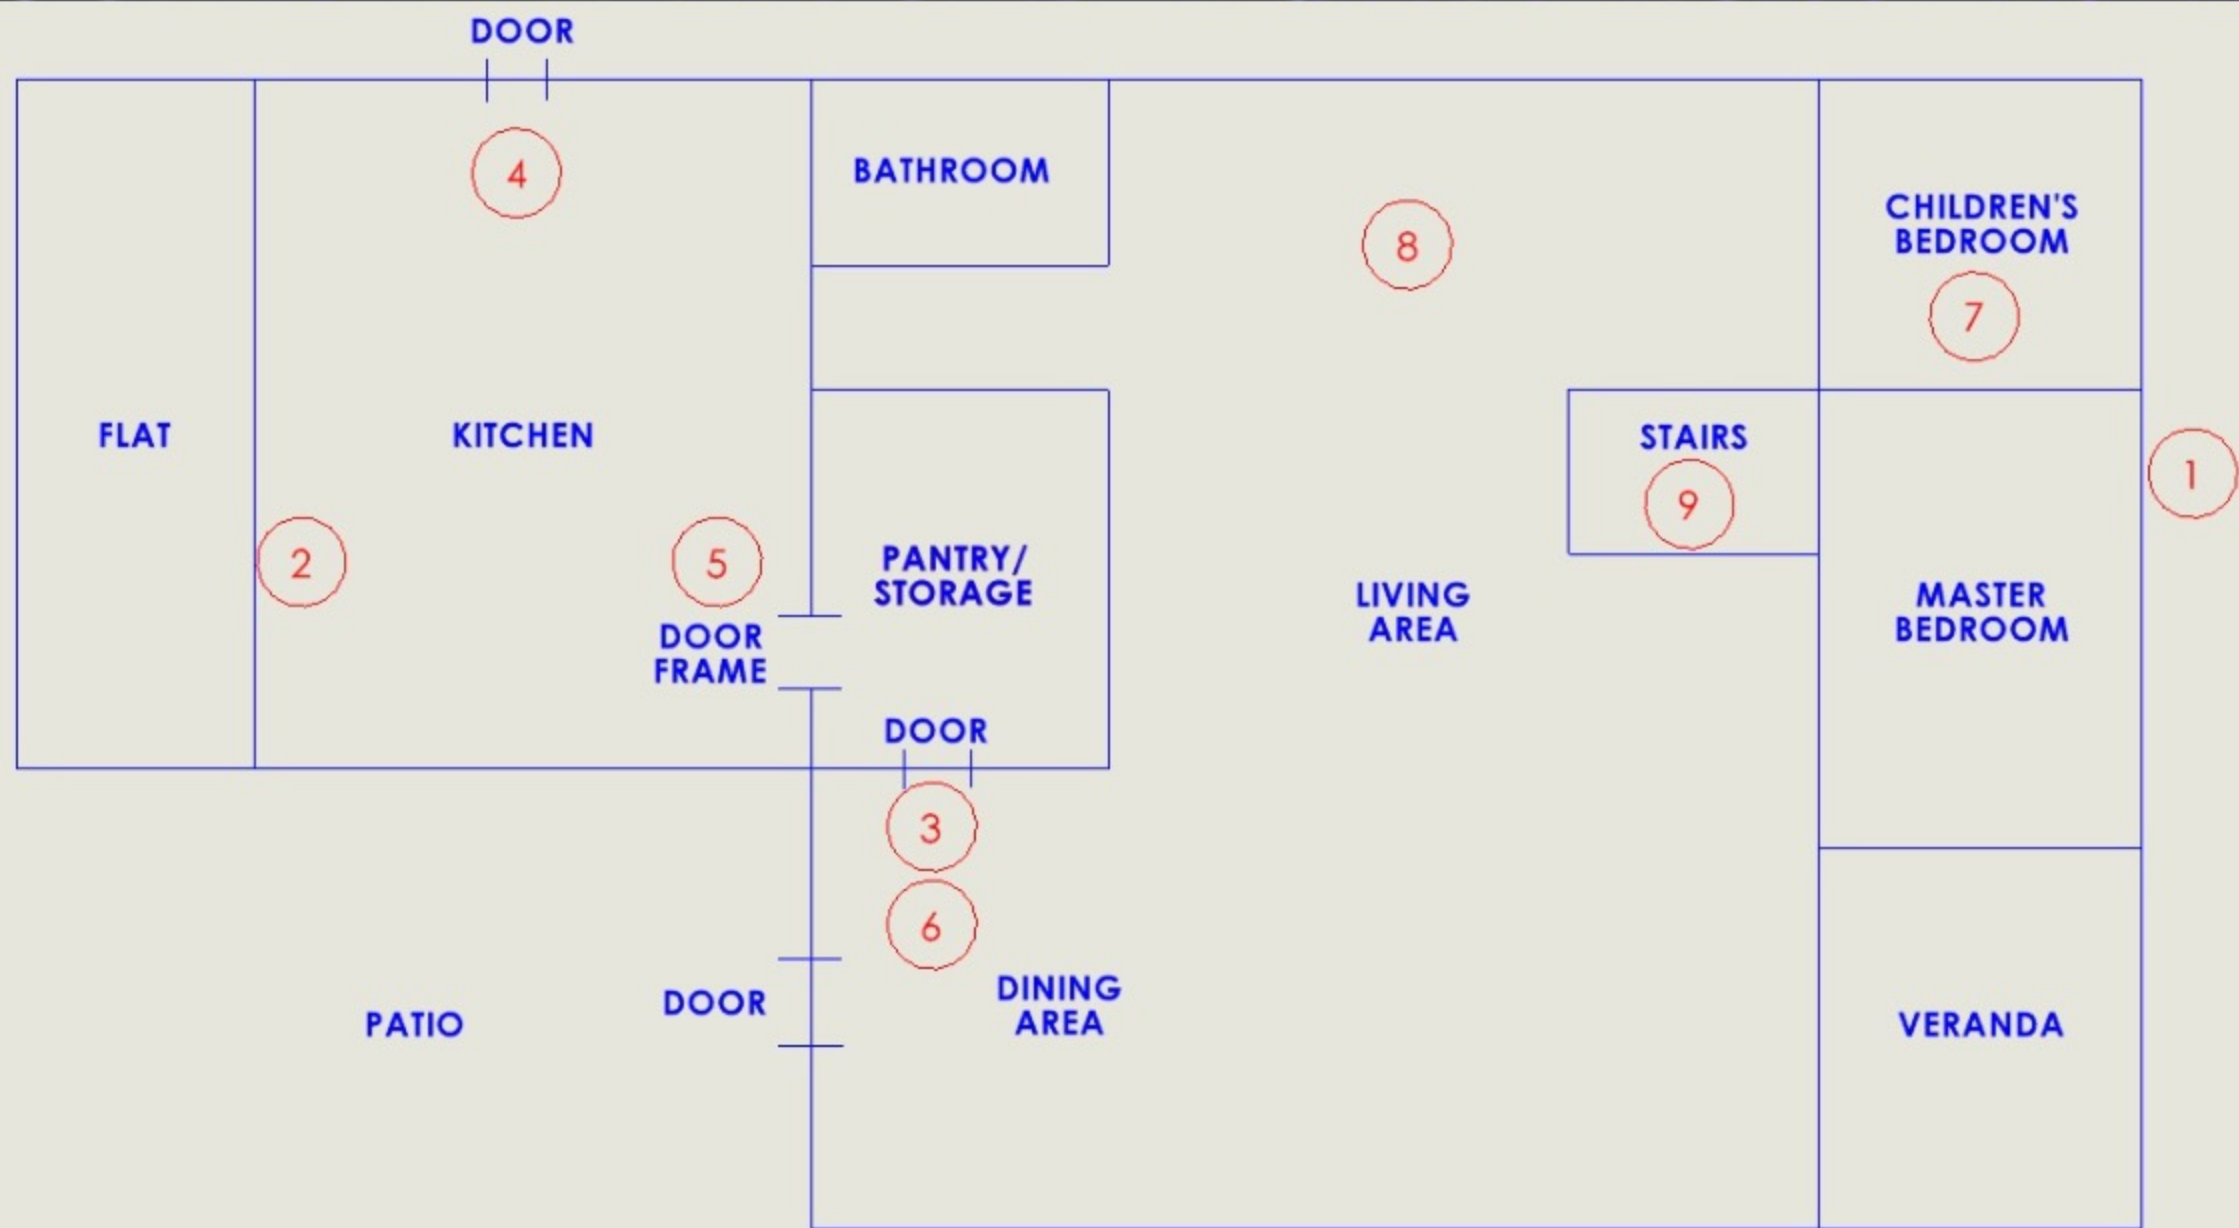 DOOR
4
BATHROOM
8
CHILDREN'S
BEDROOM
7
FLAT
KITCHEN
STAIRS
9
1
2
5
PANTRY/
STORAGE
LIVING
AREA
MASTER
BEDROOM
DOOR
FRAME
DOOR
3
6
PATIO
DOOR
DINING
AREA
VERANDA